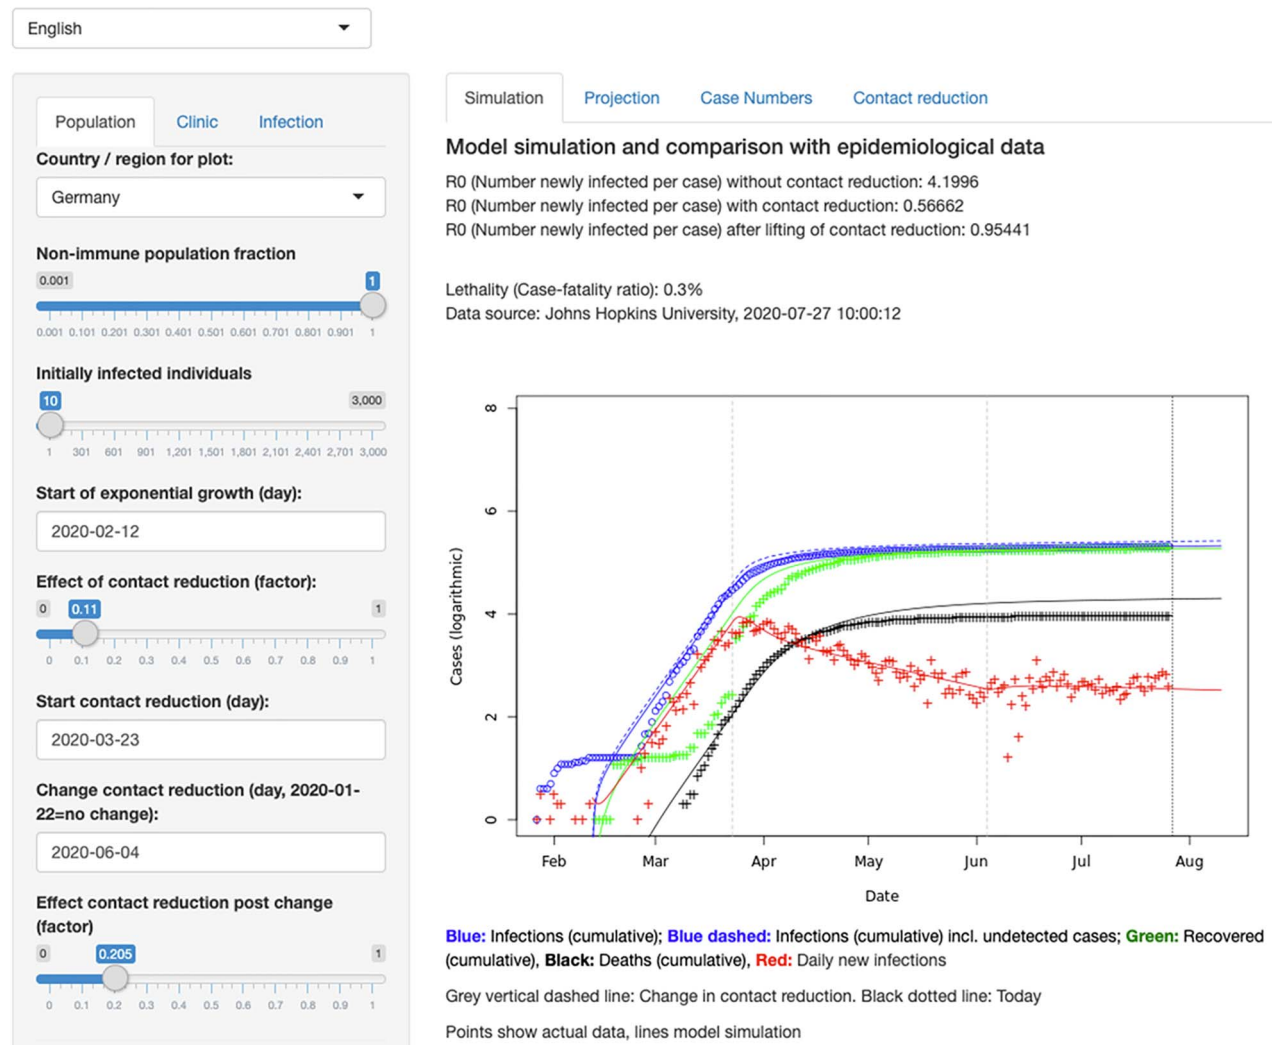 English
Population Clinic Infection
Country / region for plot:
Germany
Non-immune population fraction
0.001 1
0.001 0.101 0.201 0.301 0.401 0.501 0.601 0.701 0.801 0.901 1
Initially infected individuals
10 3,000
1 301 601 901 1,201 1,501 1,801 2,101 2,401 2,701 3,000
Start of exponential growth (day):
2020-02-12
Effect of contact reduction (factor):
0 0.11 1
0 0.1 0.2 0.3 0.4 0.5 0.6 0.7 0.8 0.9 1
Start contact reduction (day):
2020-03-23
Change contact reduction (day, 2020-01-
22=no change):
2020-06-04
Effect contact reduction post change
(factor)
0 0.205 1
0 0.1 0.2 0.3 0.4 0.5 0.6 0.7 0.8 0.9 1
Simulation Projection Case Numbers Contact reduction
Model simulation and comparison with epidemiological data
R0 (Number newly infected per case) without contact reduction: 4.1996
R0 (Number newly infected per case) with contact reduction: 0.56662
R0 (Number newly infected per case) after lifting of contact reduction: 0.95441
Lethality (Case-fatality ratio): 0.3%
Data source: Johns Hopkins University, 2020-07-27 10:00:12
Cases (logarithmic)
8
6
4
2
0
Feb Mar Apr May Jun Jul Aug
Date
Blue: Infections (cumulative); Blue dashed: Infections (cumulative) incl. undetected cases; Green: Recovered
(cumulative), Black: Deaths (cumulative), Red: Daily new infections
Grey vertical dashed line: Change in contact reduction. Black dotted line: Today
Points show actual data, lines model simulation